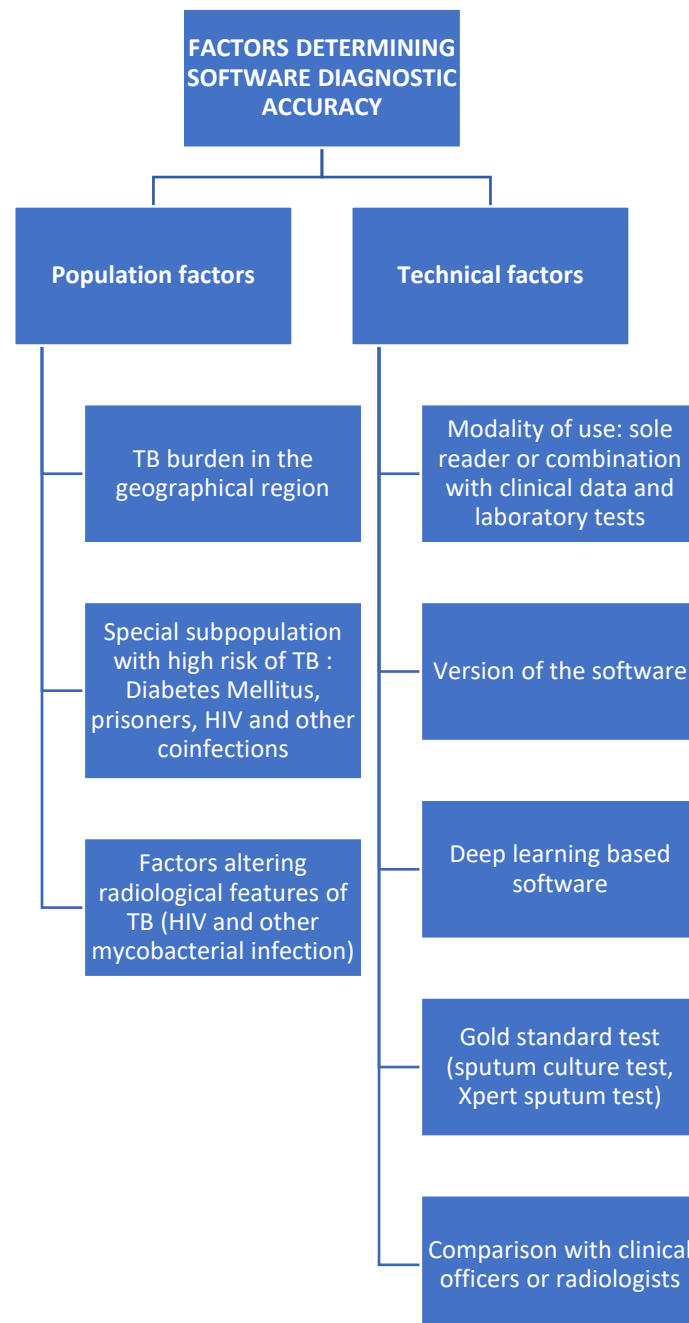 FACTORS DETERMINING
SOFTWARE DIAGNOSTIC
ACCURACY
Population factors
TB burden in the
geographical region
Special subpopulation
with high risk of TB :
Diabetes Mellitus,
prisoners, HIV and other
coinfections
Factors altering
radiological features of
TB (HIV and other
mycobacterial infection)
Technical factors
Modality of use: sole
reader or combination
with clinical data and
laboratory tests
Version of the software
Deep learning based
software
Gold standard test
(sputum culture test,
Xpert sputum test)
Comparison with clinical
officers or radiologists